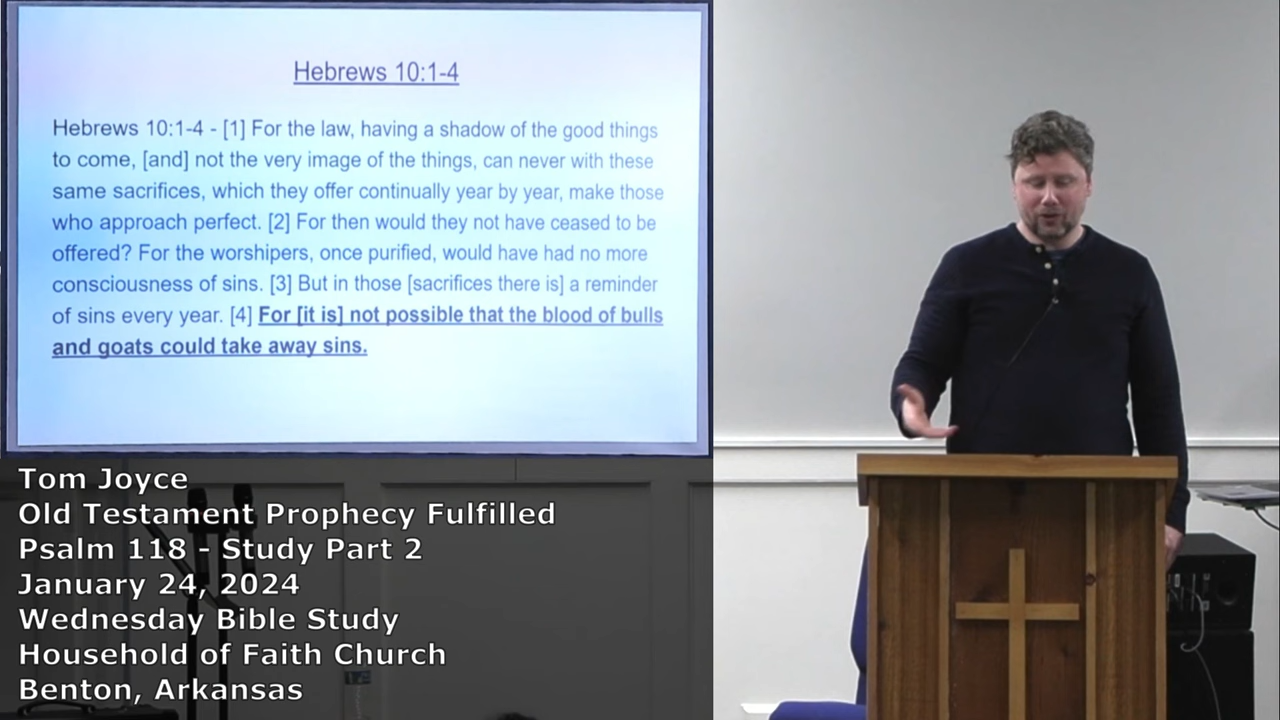 Hebrews 10:1-4
Hebrews 10:1-4 - [1] For the law, having a shadow of the good things
to come, [and] not the very image of the things, can never with these
same sacrifices, which they offer continually year by year, make those
who approach perfect. [2] For then would they not have ceased to be
offered? For the worshipers, once purified, would have had no more
consciousness of sins. [3] But in those [sacrifices there is] a reminder
of sins every year. [4] For [it is] not possible that the blood of bulls
and goats could take away sins.
Tom Joyce
Old Testament Prophecy Fulfilled
Psalm 118 - Study Part 2
January 24, 2024
Wednesday Bible Study
Household of Faith Church
Benton, Arkansas